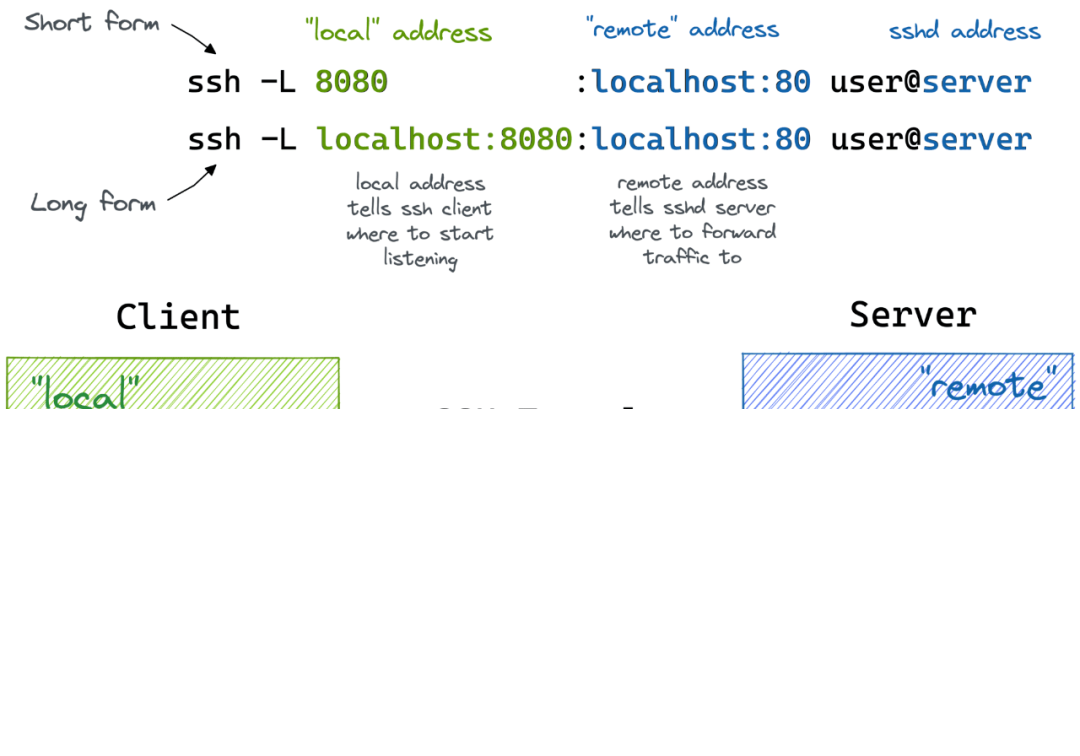 Short form
"local" address
"remote" address
sshd address
ssh -L 8080 :localhost:80 user@server
ssh -L localhost:8080:localhost:80 user@server
Long form
local address
tells ssh client
where to start
listening
remote address
tells sshd server
where to forward
traffic to
Client
Server
"local"
"remote"